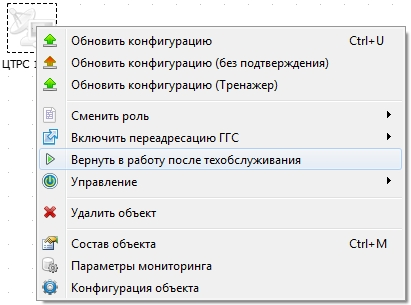 ЦТРС 1
Обновить конфигурацию Ctrl+U
Обновить конфигурацию (без подтверждения)
Обновить конфигурацию (Тренажер)
Сменить роль
Включить переадресацию ГГС
Вернуть в работу после техобслуживания
Управление
Удалить объект
Состав объекта Ctrl+M
Параметры мониторинга
Конфигурация объекта